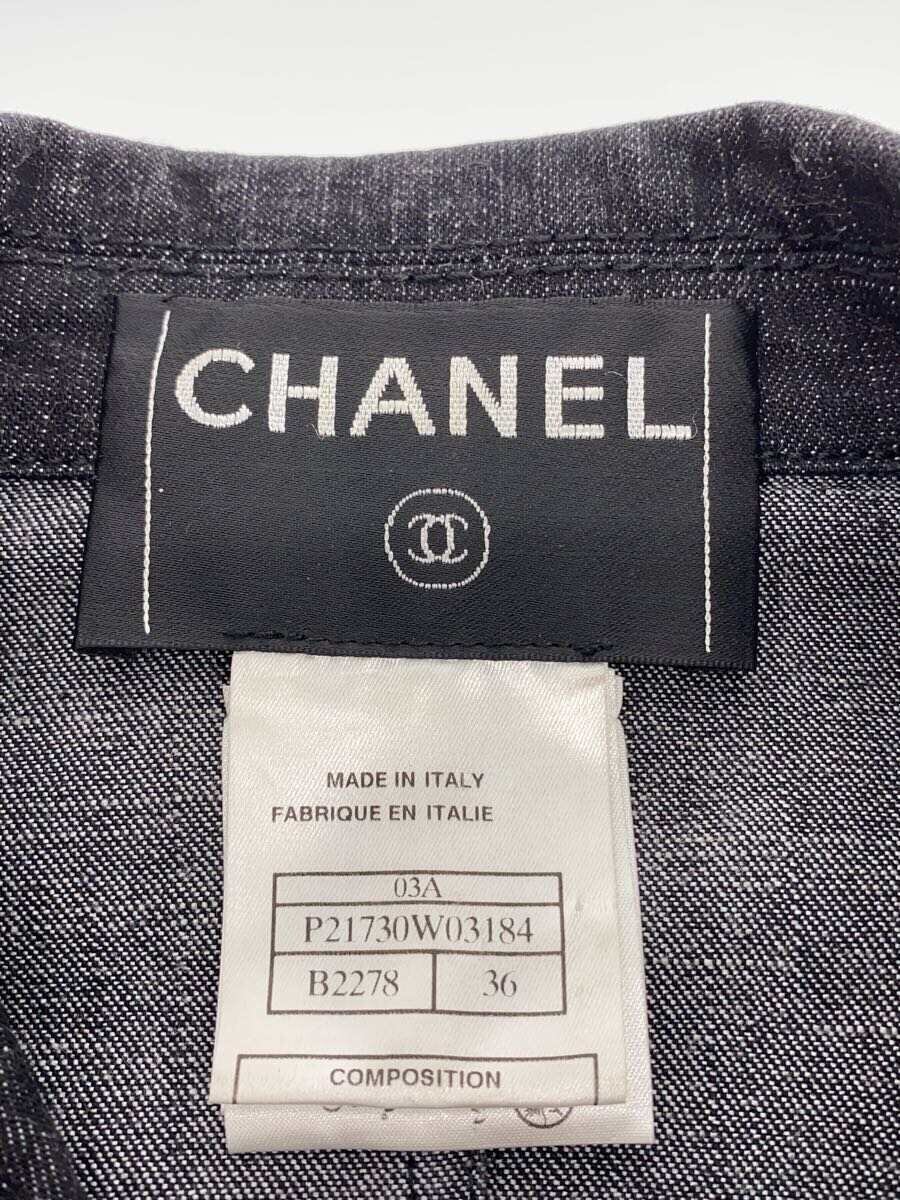 CHANEL
MADE IN ITALY
FABRIQUE EN ITALIE
03A
P21730W03184
B2278 36
COMPOSITION